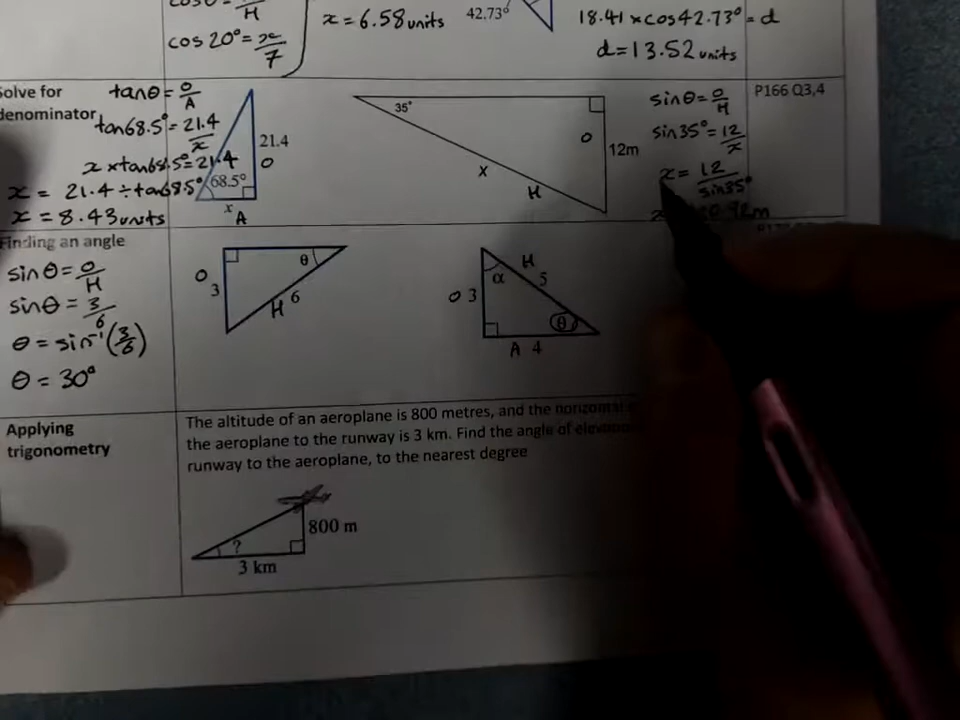 H
cos 20° = x/7
x = 6.58 units
42.73°
18.41 × cos 42.73° = d
d = 13.52 units
Solve for
denominator
tanθ = O/A
tan68.5° = 21.4/x
x × tan68.5° = 21.4
x = 21.4 ÷ tan68.5°
x = 8.43 units
21.4
O
68.5°
x
A
35°
x
H
O
12m
sinθ = O/H
sin35° = 12/x
x = 12/sin35°
P166 Q3,4
Finding an angle
sinθ = O/H
sinθ = 3/6
θ = sin⁻¹(3/6)
θ = 30°
O
3
θ
H 6
H
α
5
O 3
θ
A 4
Applying
trigonometry
The altitude of an aeroplane is 800 metres, and the horizontal
the aeroplane to the runway is 3 km. Find the angle of
runway to the aeroplane, to the nearest degree
800 m
?
3 km